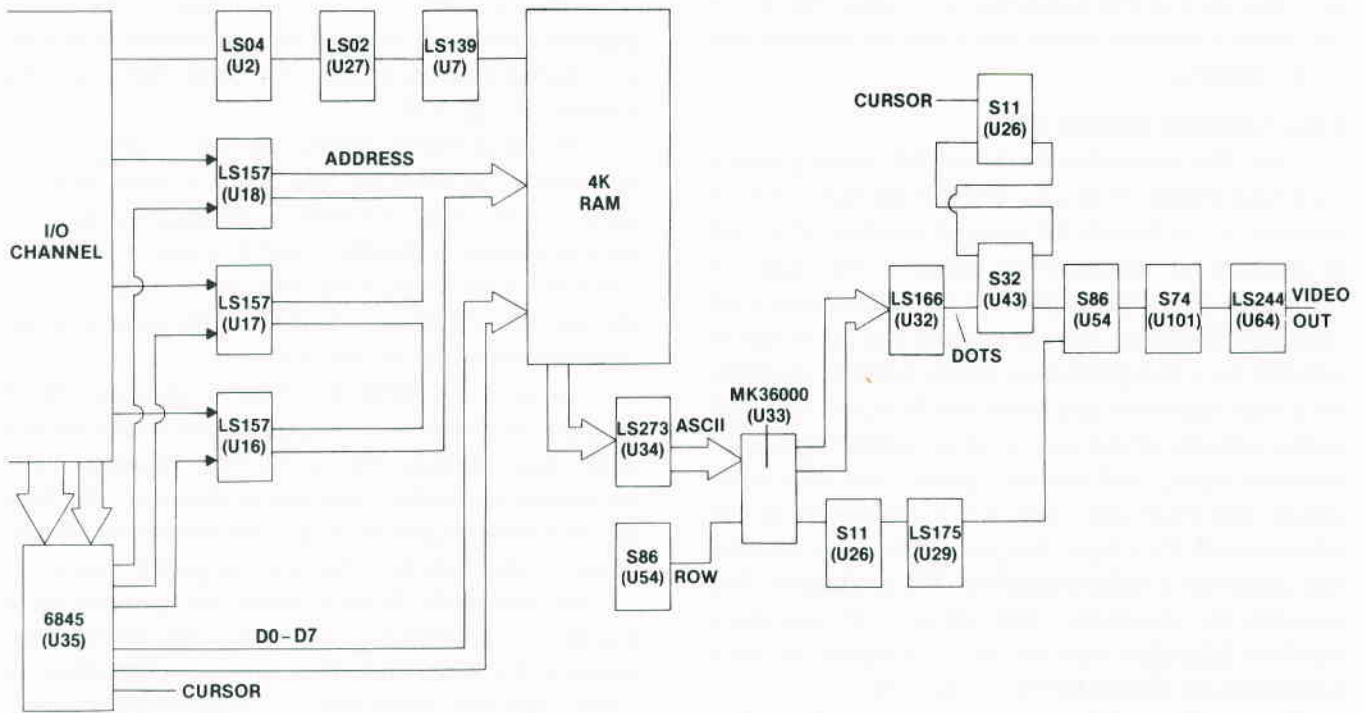 LS04
(U2)
LS02
(U27)
LS139
(U7)
4K
RAM
CURSOR
S11
(U26)
I/O
CHANNEL
LS157
(U18)
ADDRESS
LS157
(U17)
LS157
(U16)
S32
(U43)
LS166
(U32)
DOTS
S86
(U54)
S74
(U101)
LS244
(U64)
VIDEO
OUT
LS273
(U34)
ASCII
MK36000
(U33)
S86
(U54)
ROW
S11
(U26)
LS175
(U29)
6845
(U35)
D0–D7
CURSOR